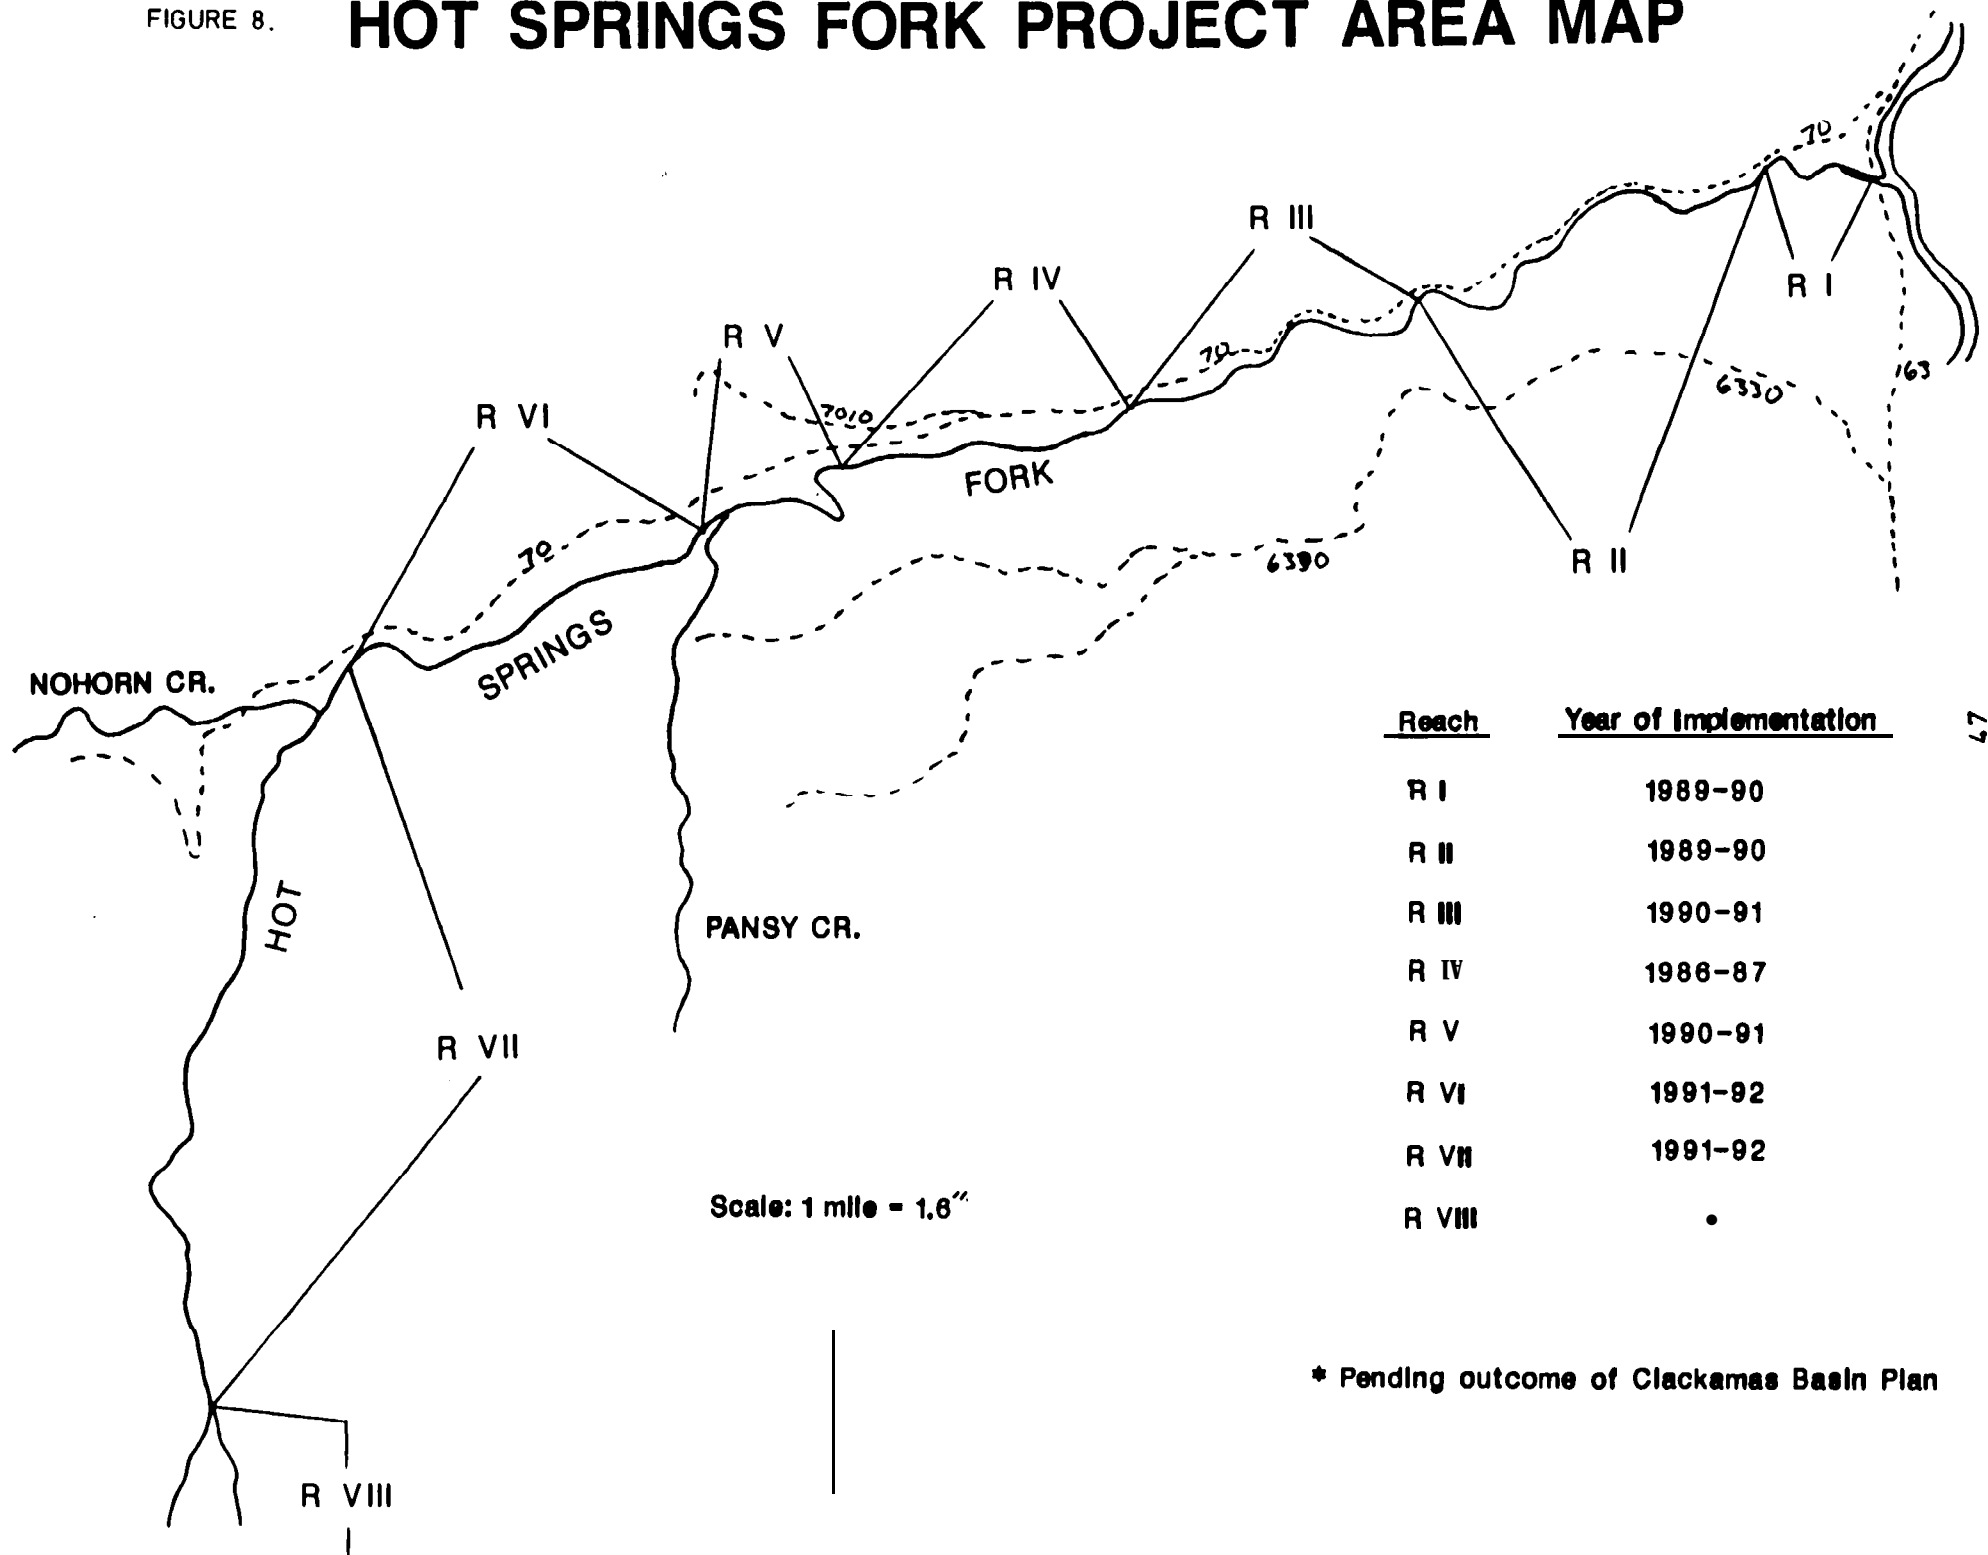 FIGURE 8.
HOT SPRINGS FORK PROJECT AREA MAP
70
R III
R IV
R I
R V
70
63
6330
7010
R VI
FORK
70
6330
R II
SPRINGS
NOHORN CR.
HOT
PANSY CR.
R VII
R VIII
Scale: 1 mile = 1.6"
Reach Year of Implementation
R I 1989-90
R II 1989-90
R III 1990-91
R IV 1986-87
R V 1990-91
R VI 1991-92
R VII 1991-92
R VIII •
* Pending outcome of Clackamas Basin Plan
47